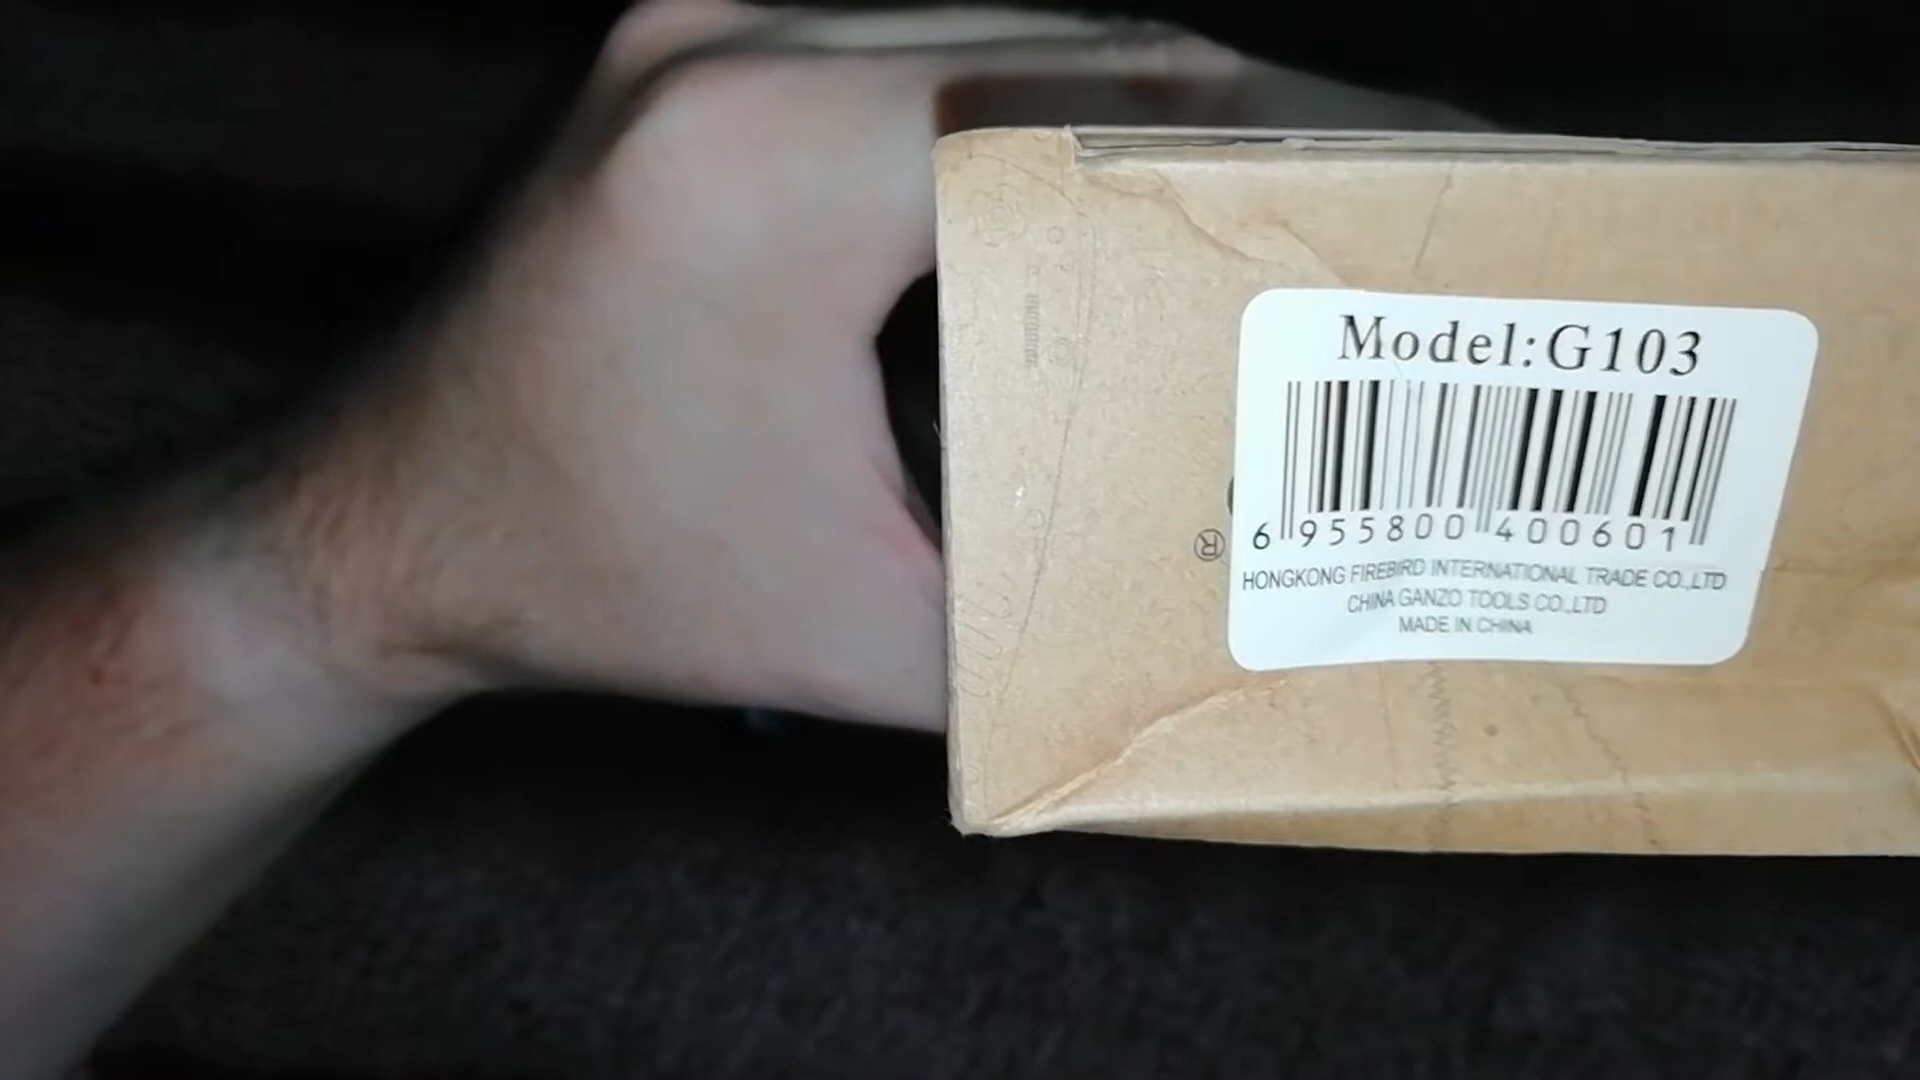 Model:G103
6 955800 400601
HONGKONG FIREBIRD INTERNATIONAL TRADE CO.,LTD
CHINA GANZO TOOLS CO.,LTD
MADE IN CHINA
®